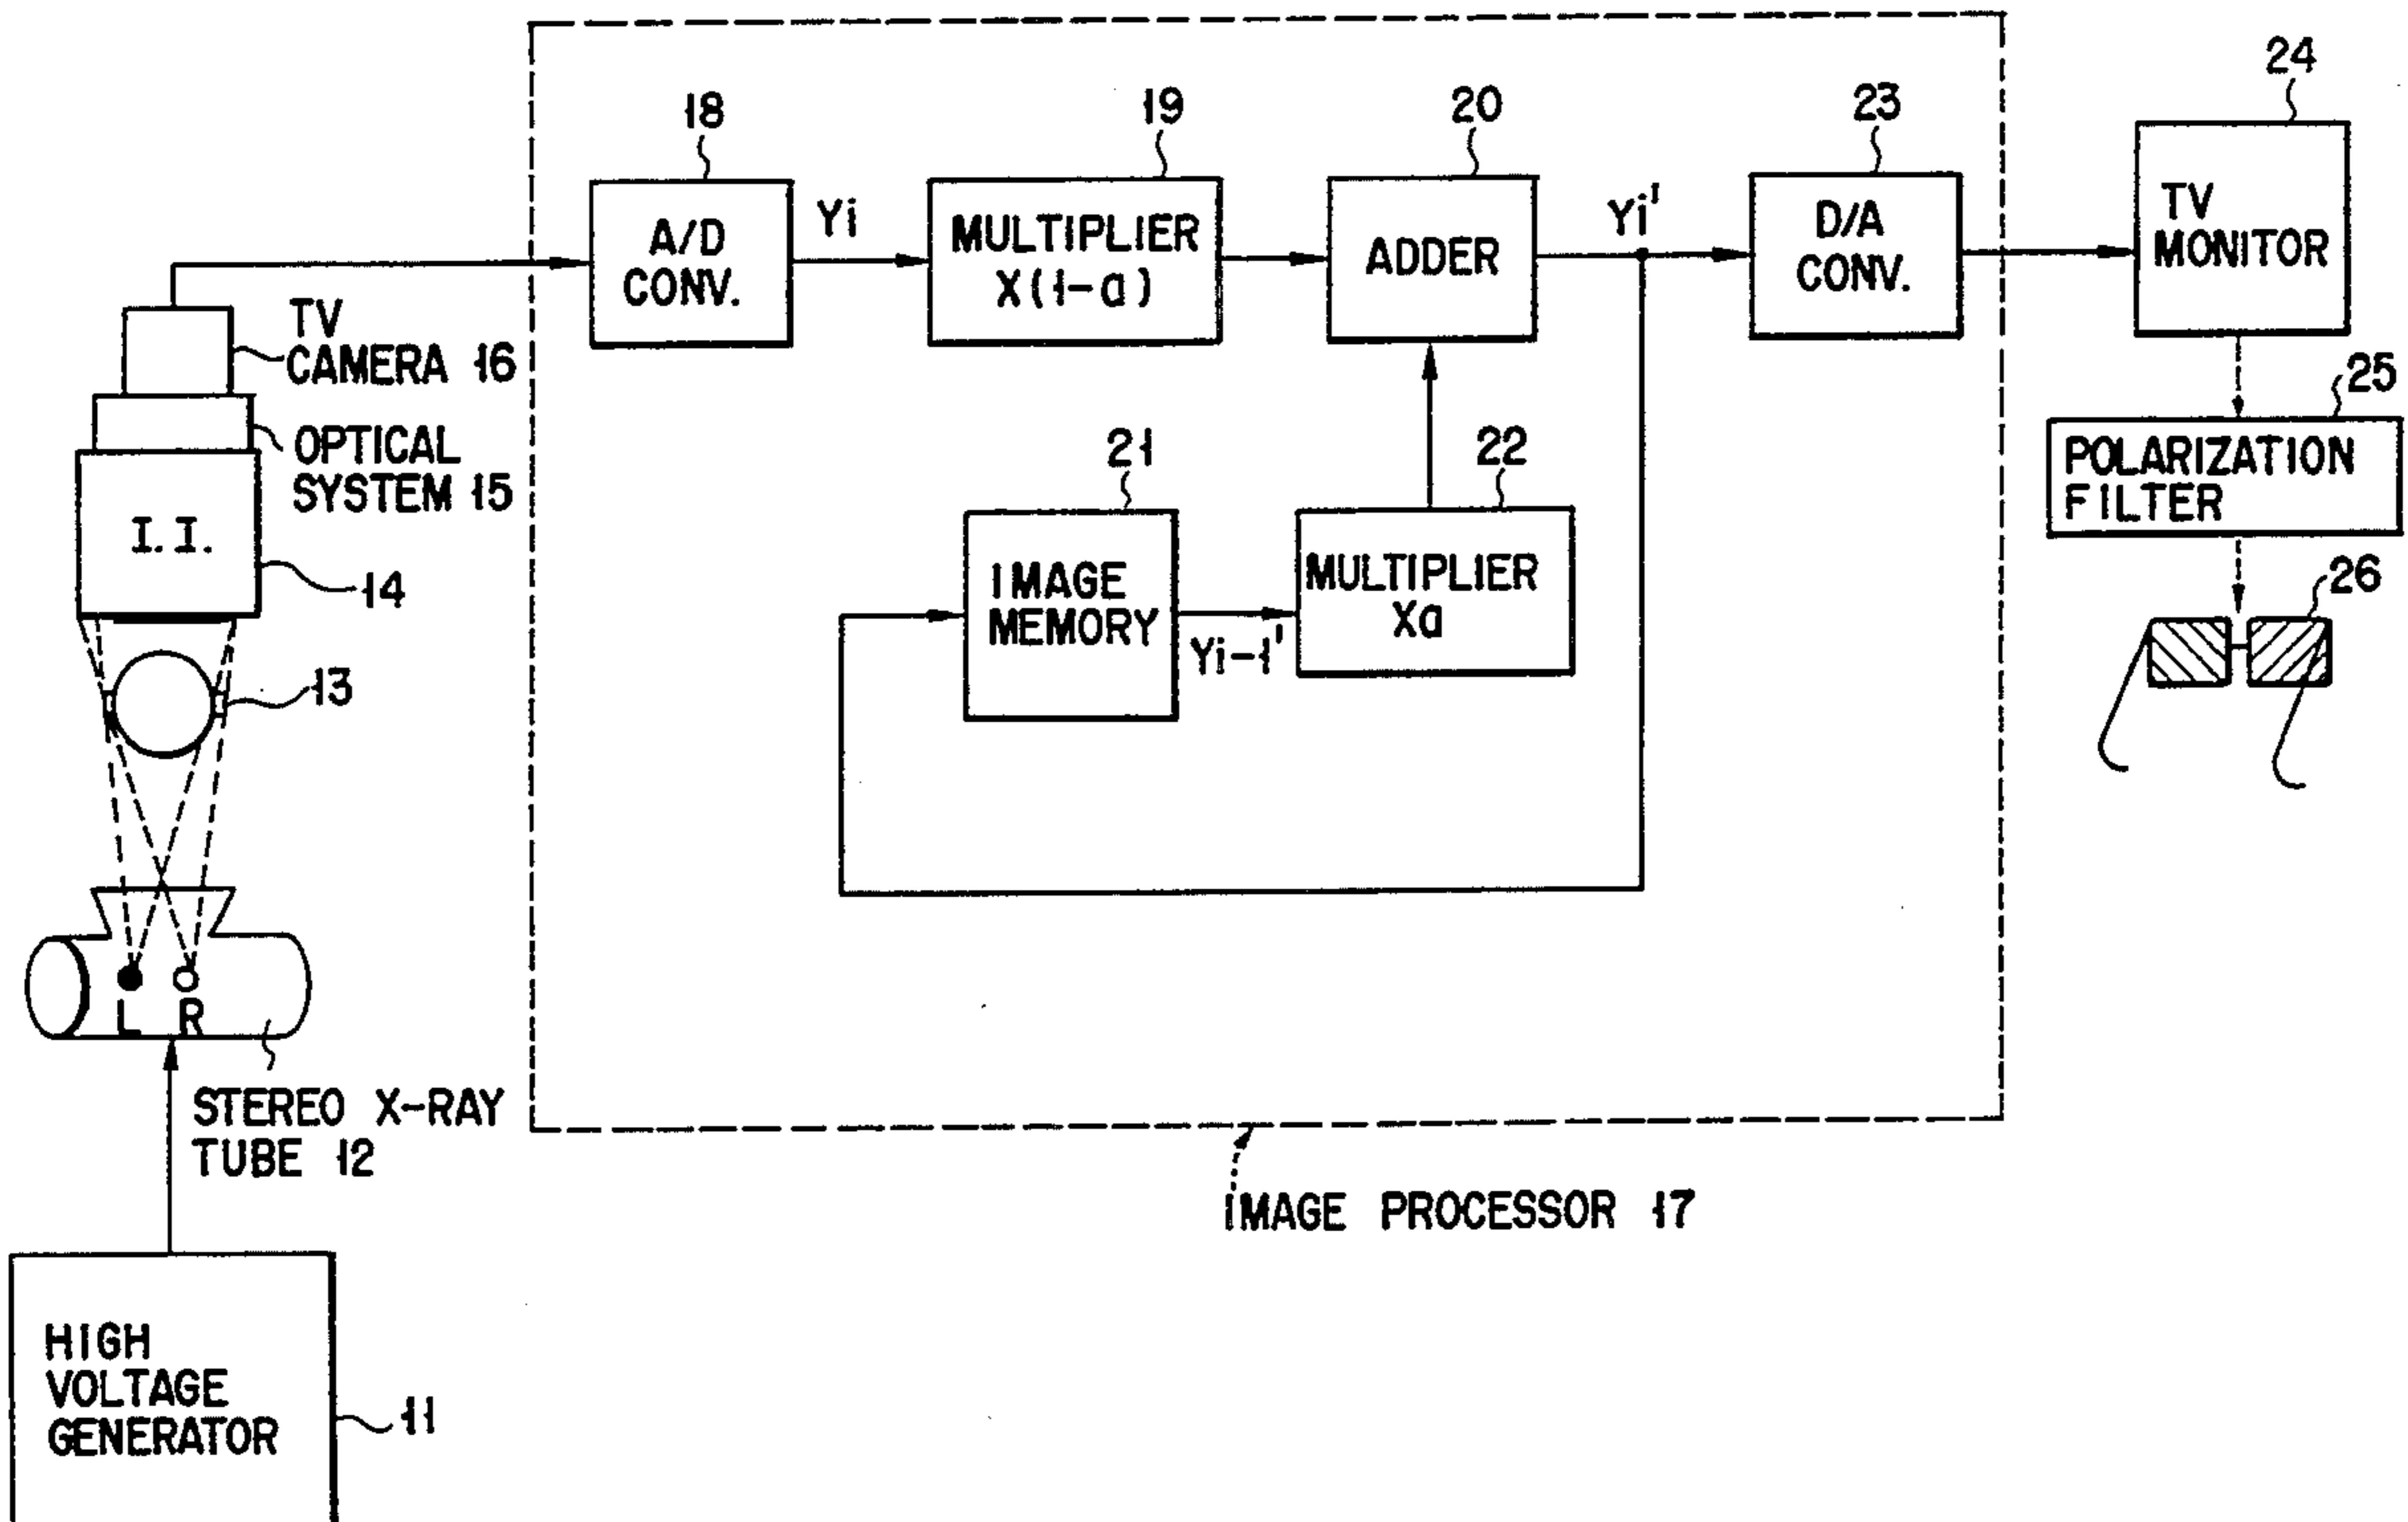 18
19
20
23
24
A/D
CONV.
Yi
MULTIPLIER
X(1-a)
ADDER
Yi'
D/A
CONV.
TV
MONITOR
TV
CAMERA 16
OPTICAL
SYSTEM 15
I.I.
14
13
21
22
IMAGE
MEMORY
Yi-1'
MULTIPLIER
Xa
25
POLARIZATION
FILTER
26
L R
STEREO X-RAY
TUBE 12
IMAGE PROCESSOR 17
HIGH
VOLTAGE
GENERATOR
11